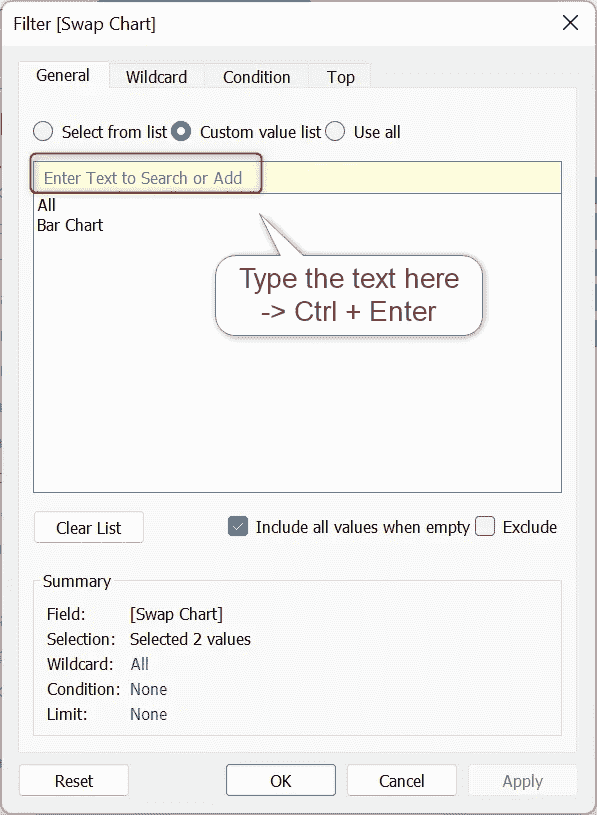 Filter [Swap Chart]
General Wildcard Condition Top
Select from list Custom value list Use all
Enter Text to Search or Add
All
Bar Chart
Type the text here
-> Ctrl + Enter
Clear List Include all values when empty Exclude
Summary
Field: [Swap Chart]
Selection: Selected 2 values
Wildcard: All
Condition: None
Limit: None
Reset OK Cancel Apply